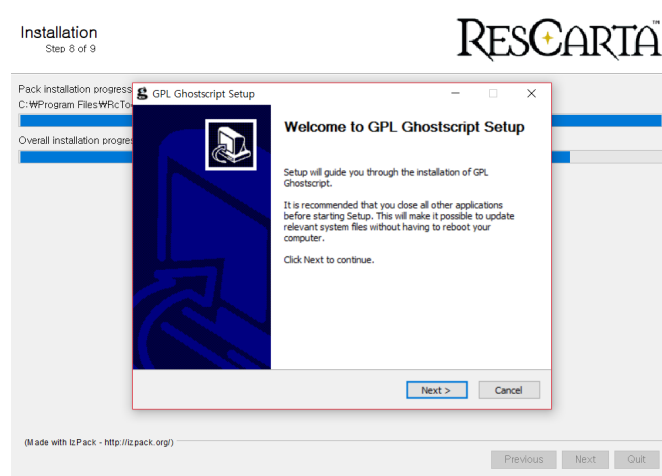 Installation
Step 8 of 9
RESCARTA™
Pack installation progress
C:₩Program Files₩RcToo
Overall installation progres
GPL Ghostscript Setup
Welcome to GPL Ghostscript Setup
Setup will guide you through the installation of GPL
Ghostscript.
It is recommended that you close all other applications
before starting Setup. This will make it possible to update
relevant system files without having to reboot your
computer.
Click Next to continue.
Next >
Cancel
(Made with IzPack - http://izpack.org/)
Previous
Next
Quit